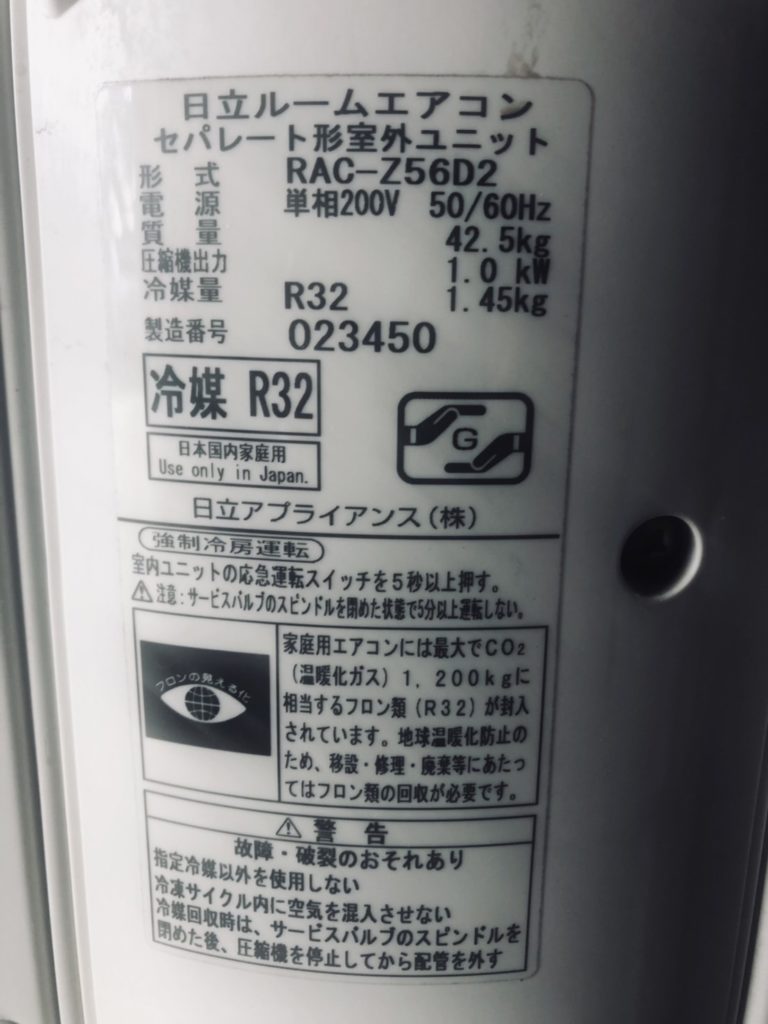 日立ルームエアコン
セパレート形室外ユニット
形 式 RAC-Z56D2
電 源 単相200V 50/60Hz
質 量 42.5kg
圧縮機出力 1.0 kW
冷媒量 R32 1.45kg
製造番号 023450
冷媒 R32
日本国内家庭用
Use only in Japan.
G
日立アプライアンス(株)
強制冷房運転
室内ユニットの応急運転スイッチを5秒以上押す。
⚠注意:サービスバルブのスピンドルを閉めた状態で5分以上運転しない。
フロンの見える化
家庭用エアコンには最大でCO₂
(温暖化ガス)1,200kgに
相当するフロン類(R32)が封入
されています。地球温暖化防止の
ため、移設・修理・廃棄等にあたっ
てはフロン類の回収が必要です。
⚠ 警 告
故障・破裂のおそれあり
指定冷媒以外を使用しない
冷凍サイクル内に空気を混入させない
冷媒回収時は、サービスバルブのスピンドルを
閉めた後、圧縮機を停止してから配管を外す